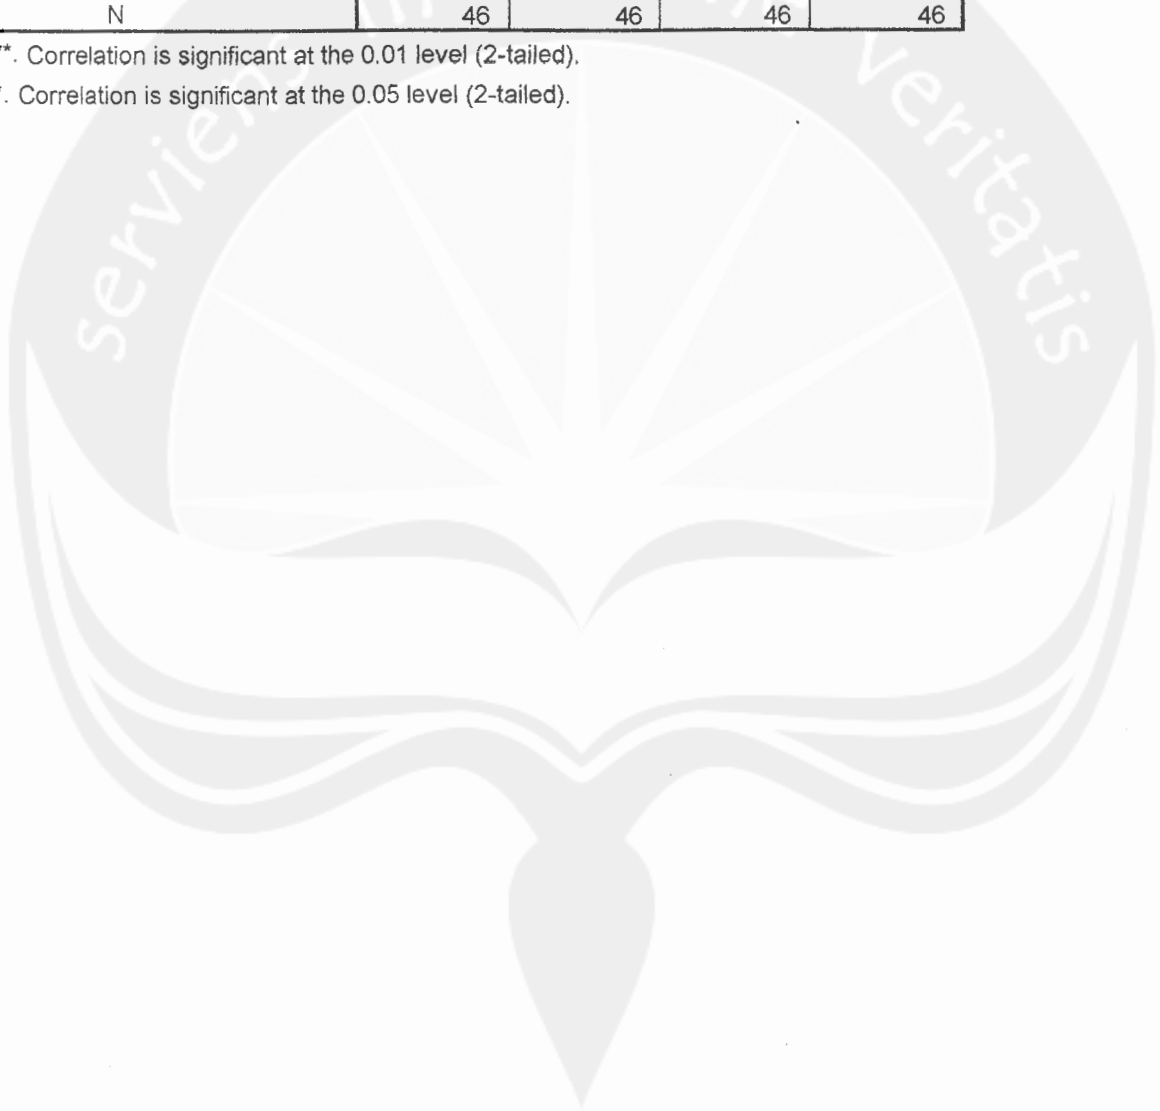 N 46 46 46 46
*. Correlation is significant at the 0.01 level (2-tailed).
. Correlation is significant at the 0.05 level (2-tailed).
serviens
veritatis